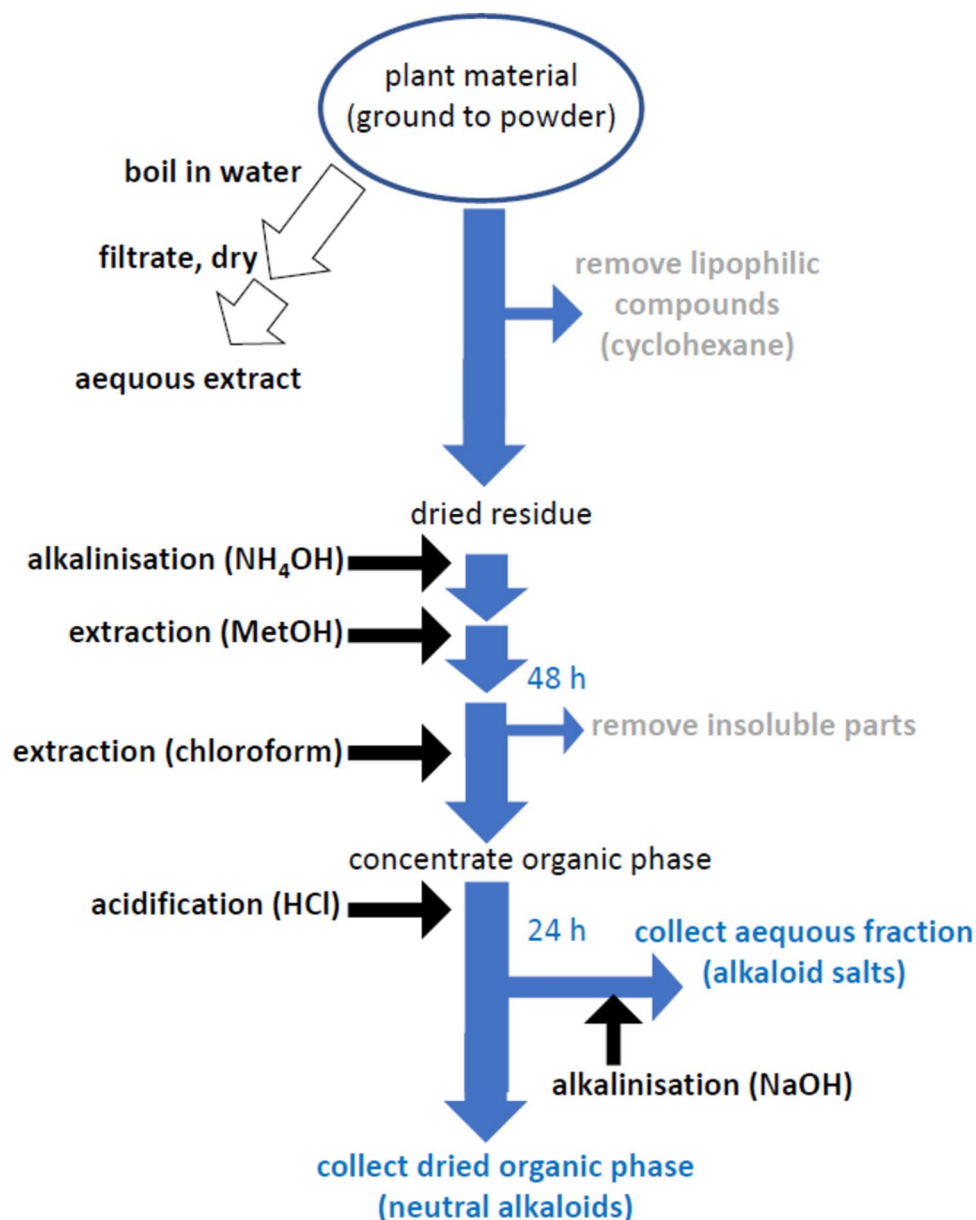 plant material
(ground to powder)
boil in water
filtrate, dry
aequous extract
remove lipophilic
compounds
(cyclohexane)
dried residue
alkalinisation (NH₄OH)
extraction (MetOH)
48 h
remove insoluble parts
extraction (chloroform)
concentrate organic phase
acidification (HCl)
24 h
collect aequous fraction
(alkaloid salts)
alkalinisation (NaOH)
collect dried organic phase
(neutral alkaloids)